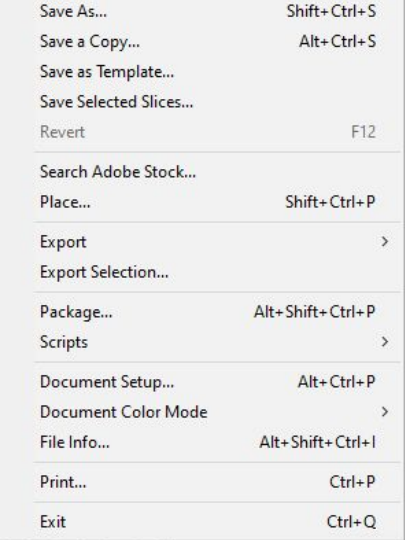 Save As... Shift+Ctrl+S
Save a Copy... Alt+Ctrl+S
Save as Template...
Save Selected Slices...
Revert F12
Search Adobe Stock...
Place... Shift+Ctrl+P
Export >
Export Selection...
Package... Alt+Shift+Ctrl+P
Scripts >
Document Setup... Alt+Ctrl+P
Document Color Mode >
File Info... Alt+Shift+Ctrl+I
Print... Ctrl+P
Exit Ctrl+Q